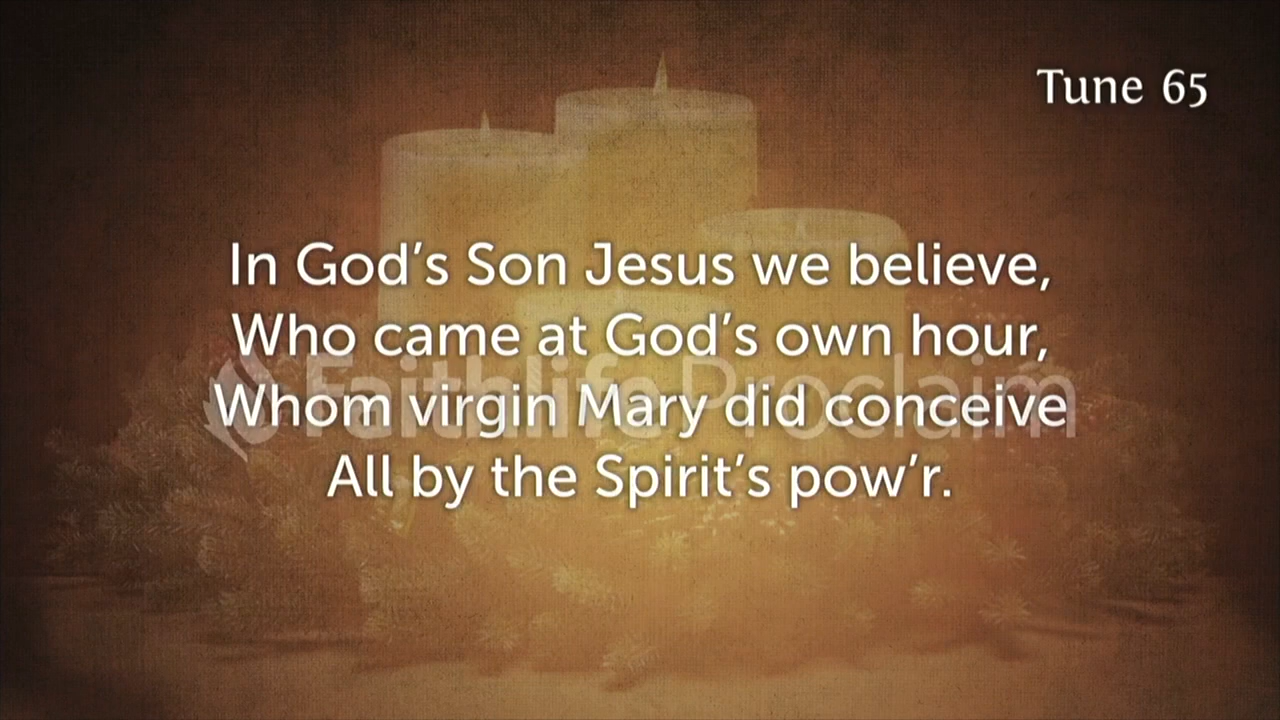 Tune 65
In God’s Son Jesus we believe,
Who came at God’s own hour,
Whom virgin Mary did conceive
All by the Spirit’s pow’r.
Faithlife Proclaim